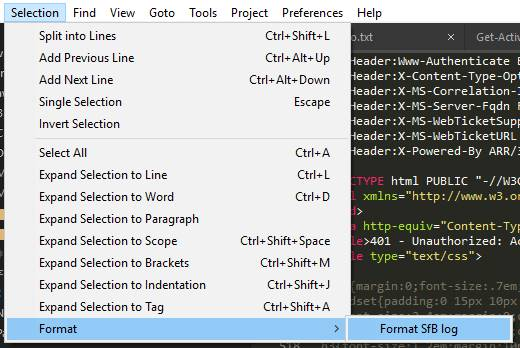 Selection Find View Goto Tools Project Preferences Help
Split into Lines Ctrl+Shift+L
Add Previous Line Ctrl+Alt+Up
Add Next Line Ctrl+Alt+Down
Single Selection Escape
Invert Selection
Select All Ctrl+A
Expand Selection to Line Ctrl+L
Expand Selection to Word Ctrl+D
Expand Selection to Paragraph
Expand Selection to Scope Ctrl+Shift+Space
Expand Selection to Brackets Ctrl+Shift+M
Expand Selection to Indentation Ctrl+Shift+J
Expand Selection to Tag Ctrl+Shift+A
Format
Format SfB log
.txt × Get-Activ
Header:Www-Authenticate
Header:X-Content-Type-Opt
Header:X-MS-Correlation-I
Header:X-MS-Server-Fqdn
Header:X-MS-WebTicketSupp
Header:X-MS-WebTicketURL
Header:X-Powered-By ARR/3
CTYPE html PUBLIC "-//W3C
xmlns="http://www.w3.or
http-equiv="Content-Typ
le>401 - Unauthorized: Ac
le type="text/css">
{margin:0;font-size:.7em;
dset{padding:0 15px 10px